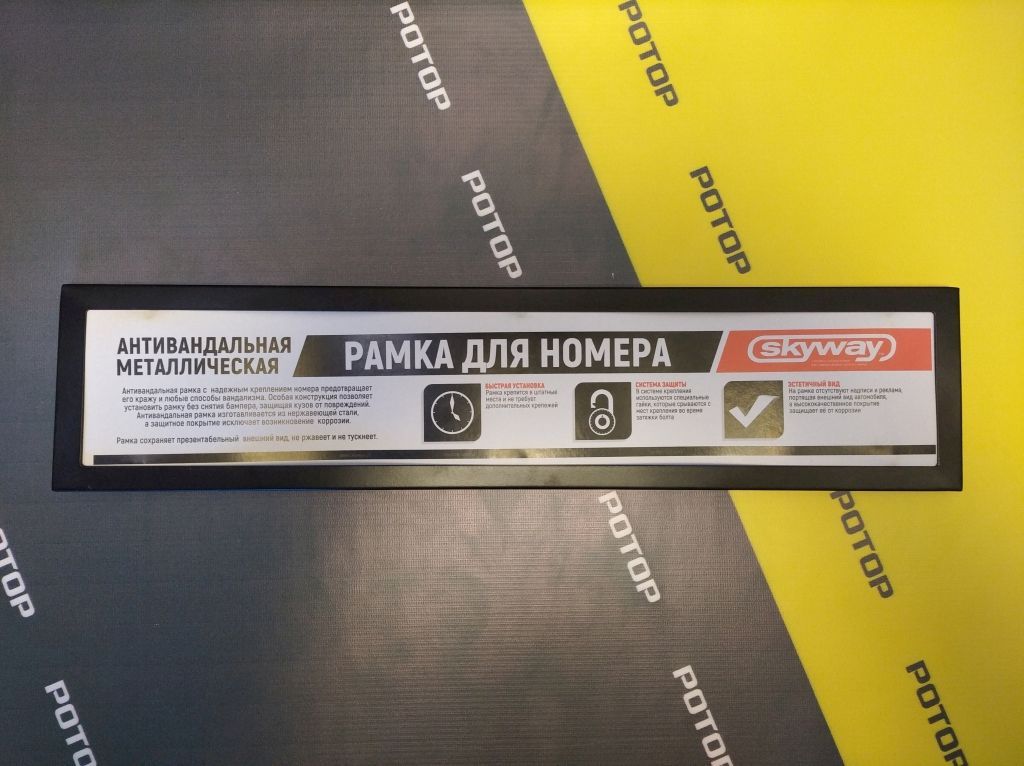 РОТОР
РОТОР
РОТОР
РОТОР
АНТИВАНДАЛЬНАЯ
МЕТАЛЛИЧЕСКАЯ
РАМКА ДЛЯ НОМЕРА
skyway
Антивандальная рамка с надежным креплением номера предотвращает
его кражу и любые способы вандализма. Особая конструкция позволяет
установить рамку без снятия бампера, защищая кузов от повреждений.
Антивандальная рамка изготавливается из нержавеющей стали,
а защитное покрытие исключает возникновение коррозии.
Рамка сохраняет презентабельный внешний вид, не ржавеет и не тускнеет.
БЫСТРАЯ УСТАНОВКА
Рамка крепится в штатные
места и не требует
дополнительных крепежей
СИСТЕМА ЗАЩИТЫ
В системе крепления
используются специальные
гайки, которые срываются с
мест крепления во время
затяжки болта
ЭСТЕТИЧНЫЙ ВИД
На рамке отсутствуют надписи и реклама,
портящая внешний вид автомобиля,
а высококачественное покрытие
защищает её от коррозии
РОТОР
РОТОР
РОТОР
РОТОР
РОТОР
РОТОР